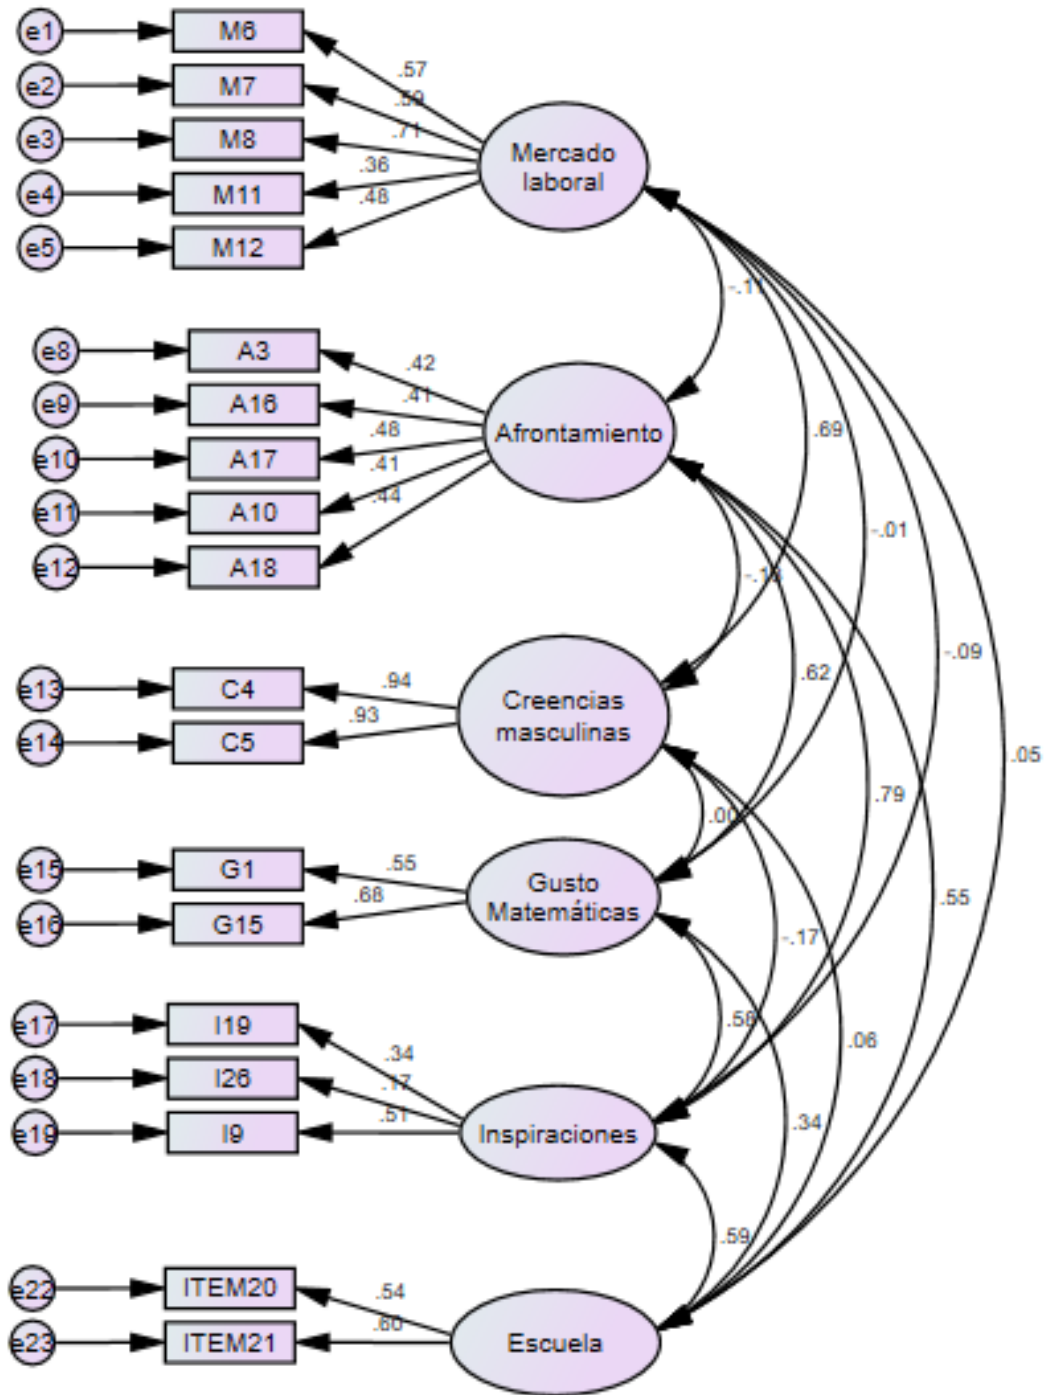 e1 M6
e2 M7
e3 M8
e4 M11
e5 M12
.57
.59
.71
.36
.48
Mercado
laboral
e8 A3
e9 A16
e10 A17
e11 A10
e12 A18
.42
.41
.48
.41
.44
Afrontamiento
e13 C4
e14 C5
.94
.93
Creencias
masculinas
e15 G1
e16 G15
.55
.68
Gusto
Matemáticas
e17 I19
e18 I26
e19 I9
.34
.17
.51
Inspiraciones
e22 ITEM20
e23 ITEM21
.54
.60
Escuela
-.11
.69
-.01
-.09
.05
.62
.79
.55
.00
-.17
.06
.34
.59